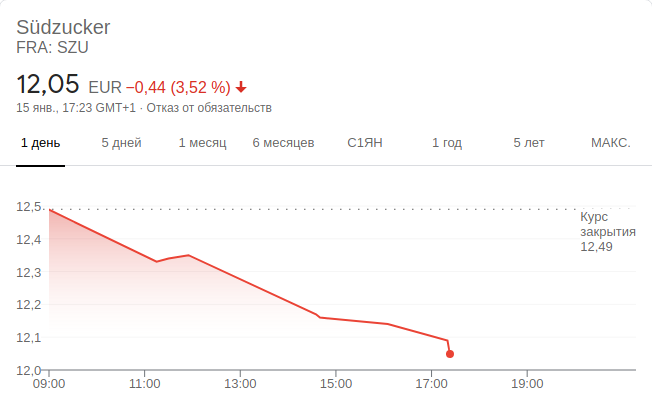 Südzucker
FRA: SZU
12,05 EUR −0,44 (3,52 %)
15 янв., 17:23 GMT+1 · Отказ от обязательств
1 день 5 дней 1 месяц 6 месяцев С1ЯН 1 год 5 лет МАКС.
12,5
Курс
закрытия
12,49
12,4
12,3
12,2
12,1
12,0
09:00 11:00 13:00 15:00 17:00 19:00